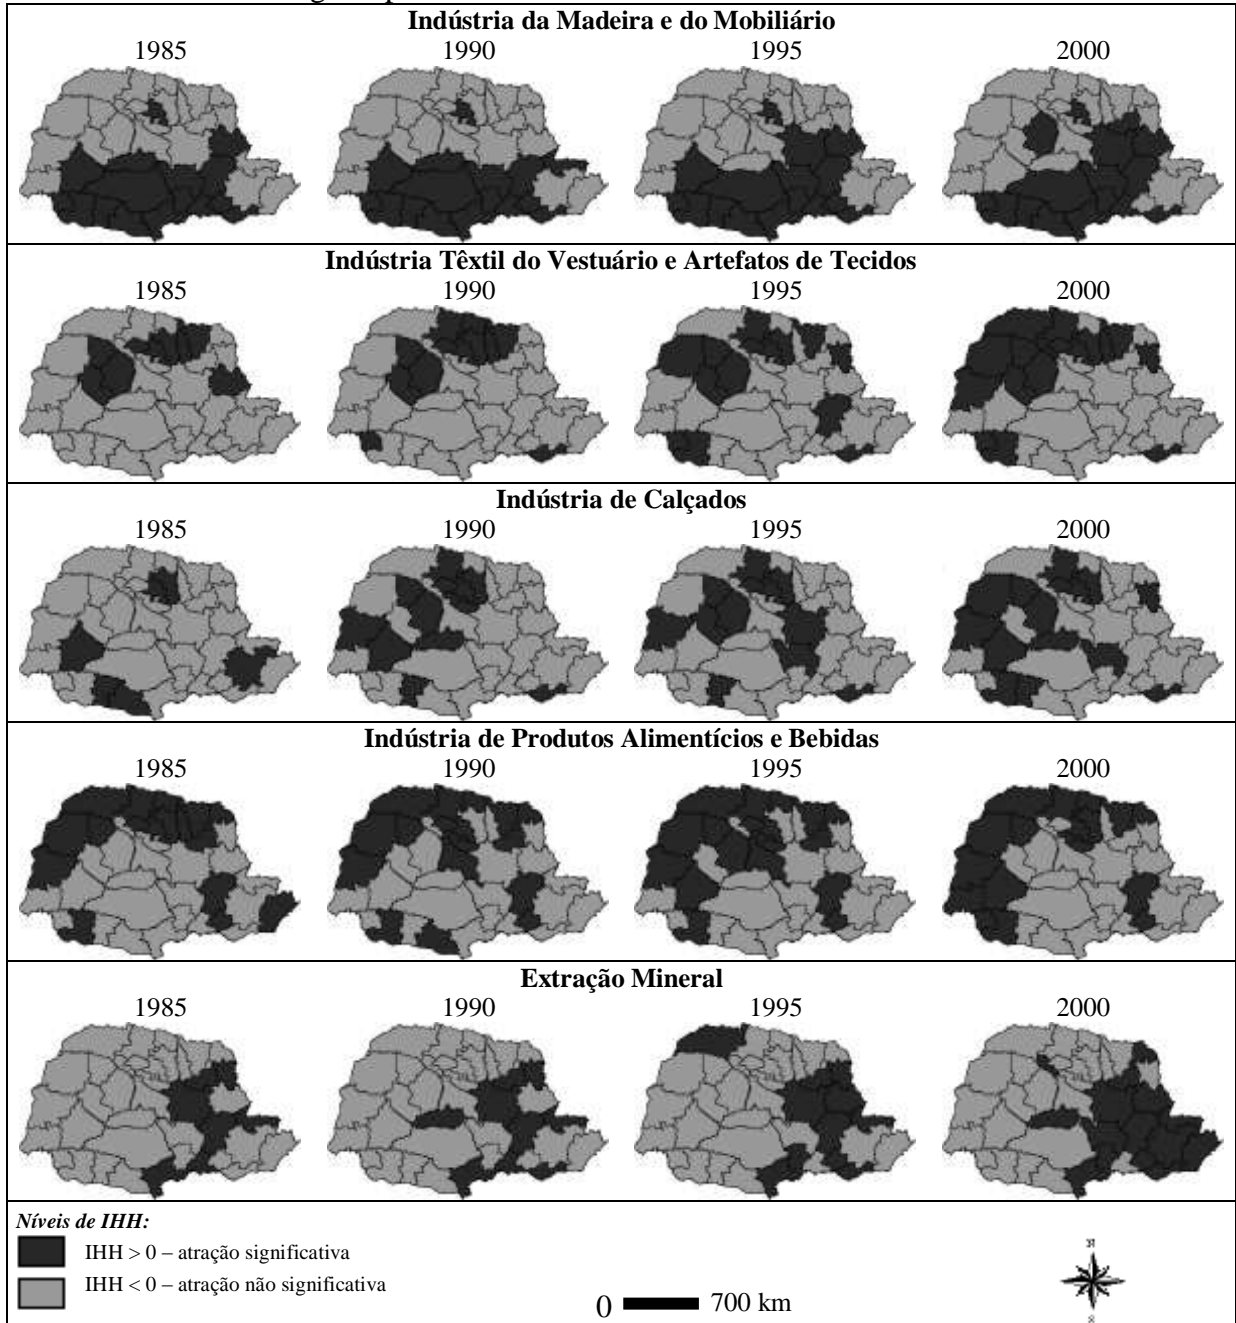 Indústria da Madeira e do Mobiliário
1985 1990 1995 2000
Indústria Têxtil do Vestuário e Artefatos de Tecidos
1985 1990 1995 2000
Indústria de Calçados
1985 1990 1995 2000
Indústria de Produtos Alimentícios e Bebidas
1985 1990 1995 2000
Extração Mineral
1985 1990 1995 2000
Níveis de IHH:
IHH > 0 – atração significativa
IHH < 0 – atração não significativa
0 700 km